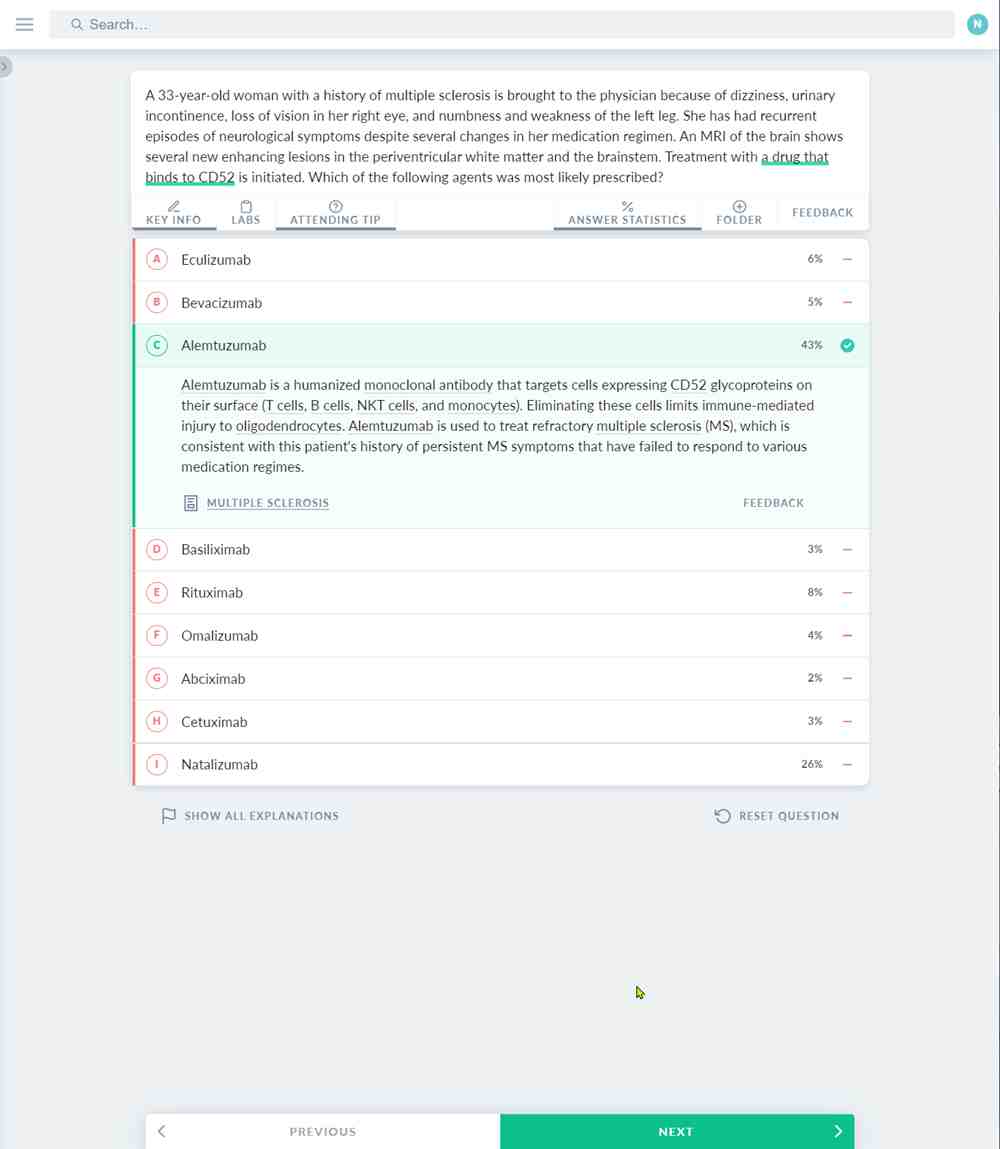 Search...
N
A 33-year-old woman with a history of multiple sclerosis is brought to the physician because of dizziness, urinary
incontinence, loss of vision in her right eye, and numbness and weakness of the left leg. She has had recurrent
episodes of neurological symptoms despite several changes in her medication regimen. An MRI of the brain shows
several new enhancing lesions in the periventricular white matter and the brainstem. Treatment with a drug that
binds to CD52 is initiated. Which of the following agents was most likely prescribed?
KEY INFO LABS ATTENDING TIP ANSWER STATISTICS FOLDER FEEDBACK
A Eculizumab 6%
B Bevacizumab 5%
C Alemtuzumab 43%
Alemtuzumab is a humanized monoclonal antibody that targets cells expressing CD52 glycoproteins on
their surface (T cells, B cells, NKT cells, and monocytes). Eliminating these cells limits immune-mediated
injury to oligodendrocytes. Alemtuzumab is used to treat refractory multiple sclerosis (MS), which is
consistent with this patient's history of persistent MS symptoms that have failed to respond to various
medication regimes.
MULTIPLE SCLEROSIS FEEDBACK
D Basiliximab 3%
E Rituximab 8%
F Omalizumab 4%
G Abciximab 2%
H Cetuximab 3%
I Natalizumab 26%
SHOW ALL EXPLANATIONS RESET QUESTION
PREVIOUS NEXT